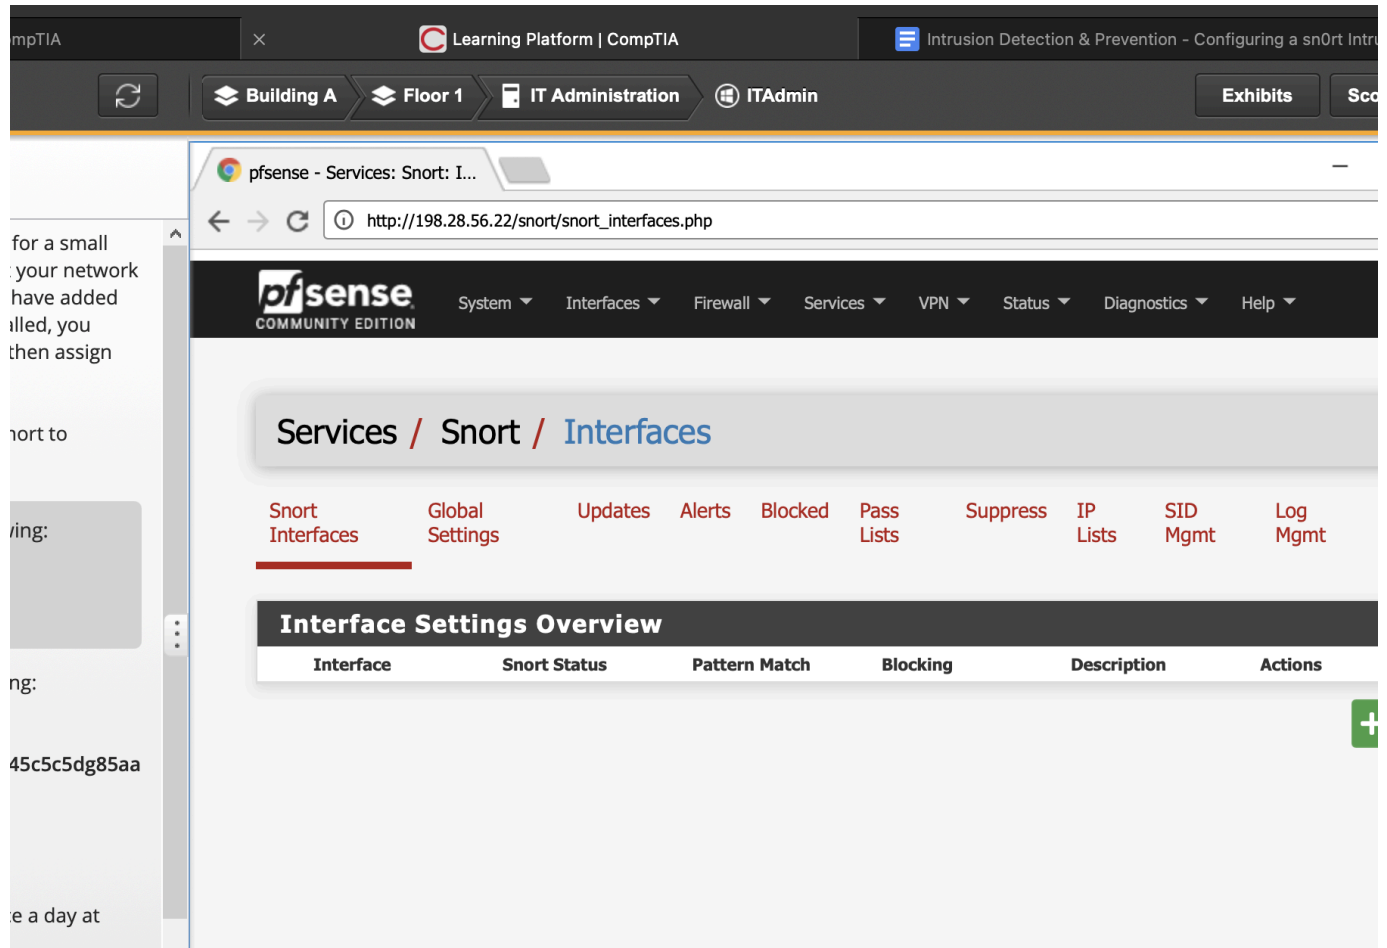 mpTIA
Learning Platform | CompTIA
Intrusion Detection & Prevention - Configuring a sn0rt Intru
Building A
Floor 1
IT Administration
ITAdmin
Exhibits
Sco
pfsense - Services: Snort: I...
http://198.28.56.22/snort/snort_interfaces.php
for a small
your network
have added
alled, you
then assign
nort to
ving:
ng:
45c5c5dg85aa
e a day at
pfsense
COMMUNITY EDITION
System
Interfaces
Firewall
Services
VPN
Status
Diagnostics
Help
Services / Snort / Interfaces
Snort
Interfaces
Global
Settings
Updates
Alerts
Blocked
Pass
Lists
Suppress
IP
Lists
SID
Mgmt
Log
Mgmt
Interface Settings Overview
Interface Snort Status Pattern Match Blocking Description Actions